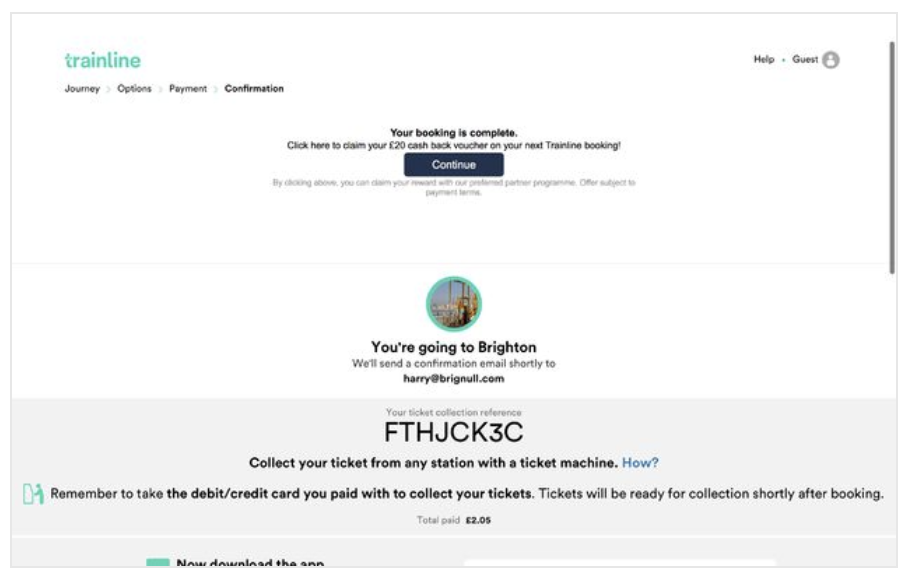 trainline
Help • Guest
Journey > Options > Payment > Confirmation
Your booking is complete.
Click here to claim your £20 cash back voucher on your next Trainline booking!
Continue
By clicking above, you can claim your reward with our preferred partner programme. Offer subject to
payment terms.
You're going to Brighton
We'll send a confirmation email shortly to
harry@brignull.com
Your ticket collection reference
FTHJCK3C
Collect your ticket from any station with a ticket machine. How?
Remember to take the debit/credit card you paid with to collect your tickets. Tickets will be ready for collection shortly after booking.
Total paid £2.05
Now download the app